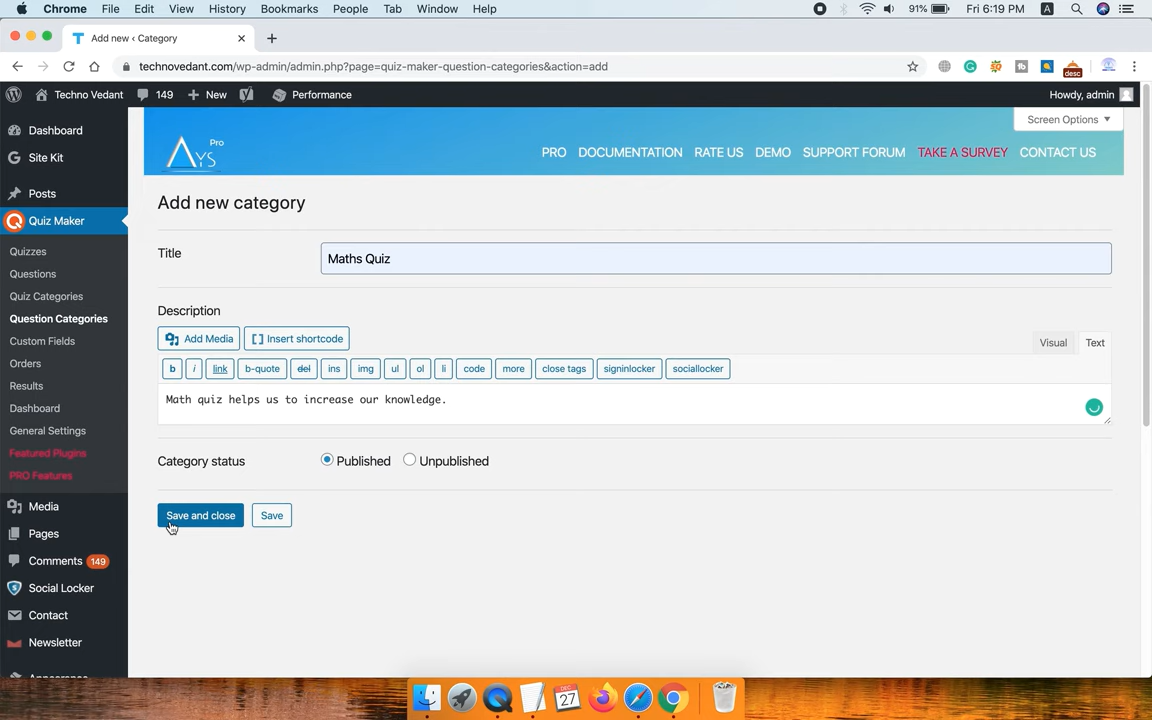 Chrome File Edit View History Bookmarks People Tab Window Help 91% Fri 6:19 PM A
Add new ‹ Category
technovedant.com/wp-admin/admin.php?page=quiz-maker-question-categories&action=add
desc
Techno Vedant 149 New Performance Howdy, admin
Screen Options
AYS Pro
PRO DOCUMENTATION RATE US DEMO SUPPORT FORUM TAKE A SURVEY CONTACT US
Dashboard
Site Kit
Posts
Quiz Maker
Quizzes
Questions
Quiz Categories
Question Categories
Custom Fields
Orders
Results
Dashboard
General Settings
Featured Plugins
PRO Features
Media
Pages
Comments 149
Social Locker
Contact
Newsletter
Add new category
Title Maths Quiz
Description
Add Media [ ] Insert shortcode
Visual Text
b i link b-quote del ins img ul ol li code more close tags signinlocker sociallocker
Math quiz helps us to increase our knowledge.
Category status Published Unpublished
Save and close Save
DEC
27